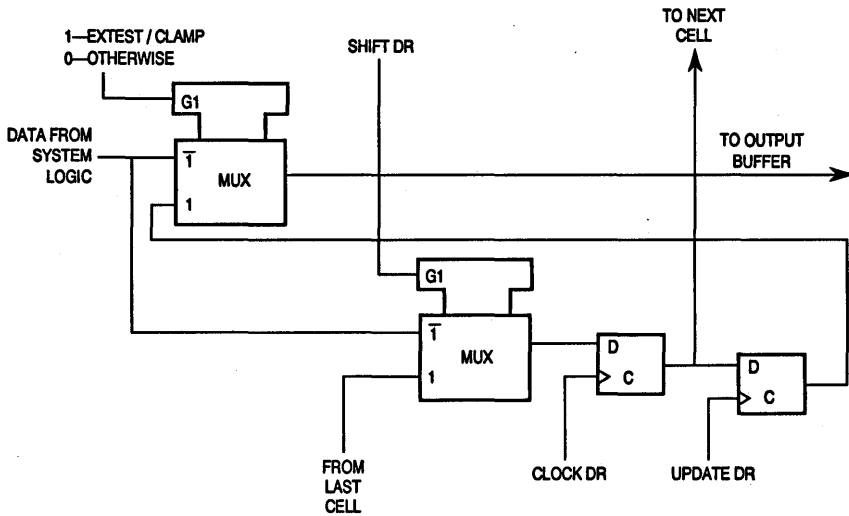 1—EXTEST / CLAMP
0—OTHERWISE
SHIFT DR
TO NEXT
CELL
G1
DATA FROM
SYSTEM
LOGIC
1
MUX
1
TO OUTPUT
BUFFER
G1
1
MUX
1
D
C
D
C
FROM
LAST
CELL
CLOCK DR
UPDATE DR